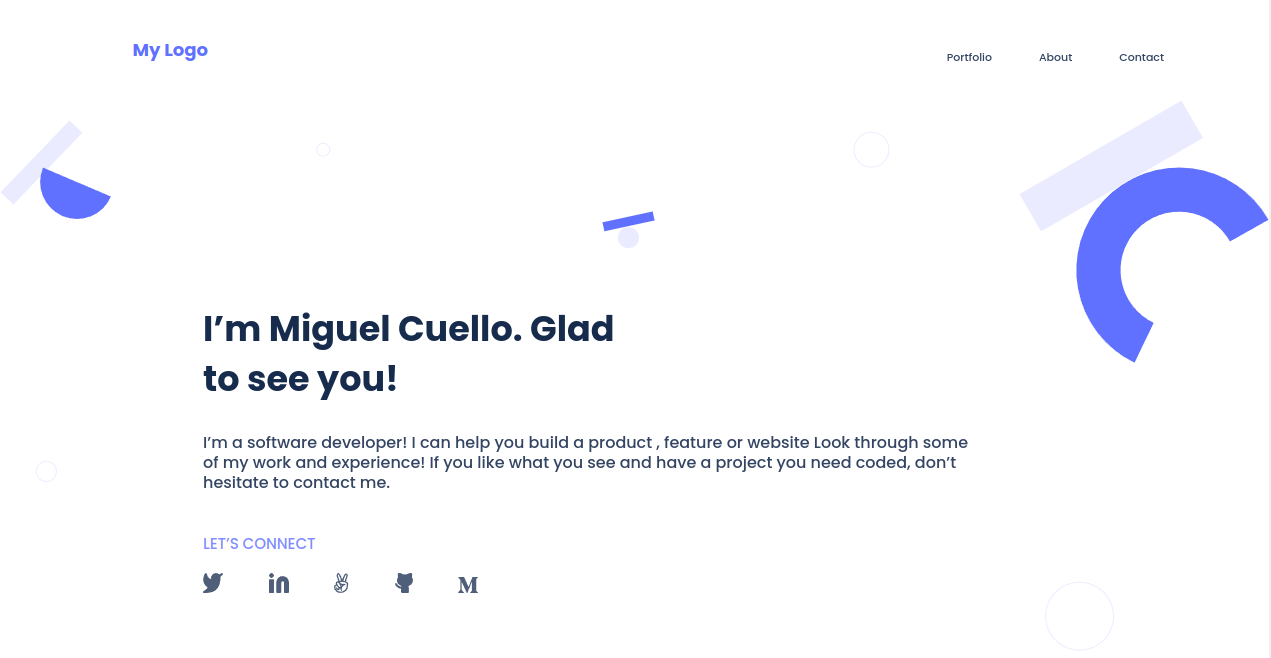 My Logo
Portfolio About Contact
I’m Miguel Cuello. Glad
to see you!
I’m a software developer! I can help you build a product , feature or website Look through some
of my work and experience! If you like what you see and have a project you need coded, don’t
hesitate to contact me.
LET’S CONNECT